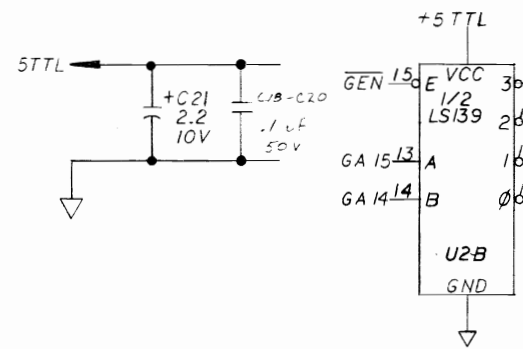 +5 TTL
5TTL
+C21
2.2
10V
C18-C20
.1 uF
50V
GEN 15
E VCC 3
1/2
LS139
2
GA 15 13 A 1
GA 14 14 B 0
U2-B
GND